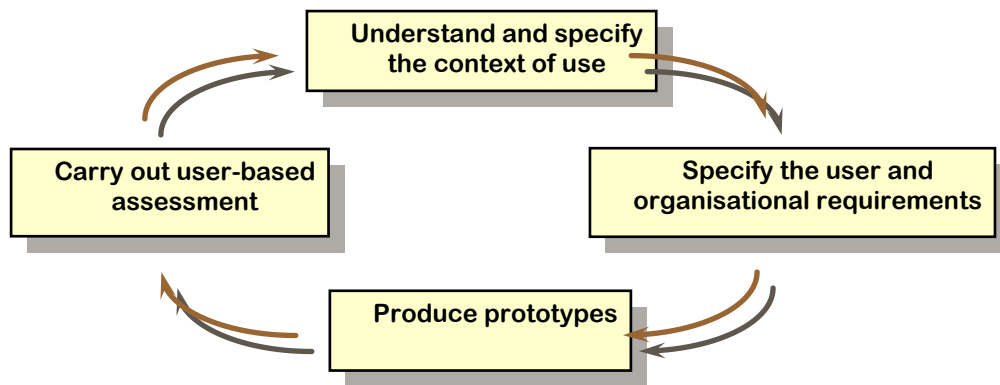 Understand and specify
the context of use
Carry out user-based
assessment
Specify the user and
organisational requirements
Produce prototypes